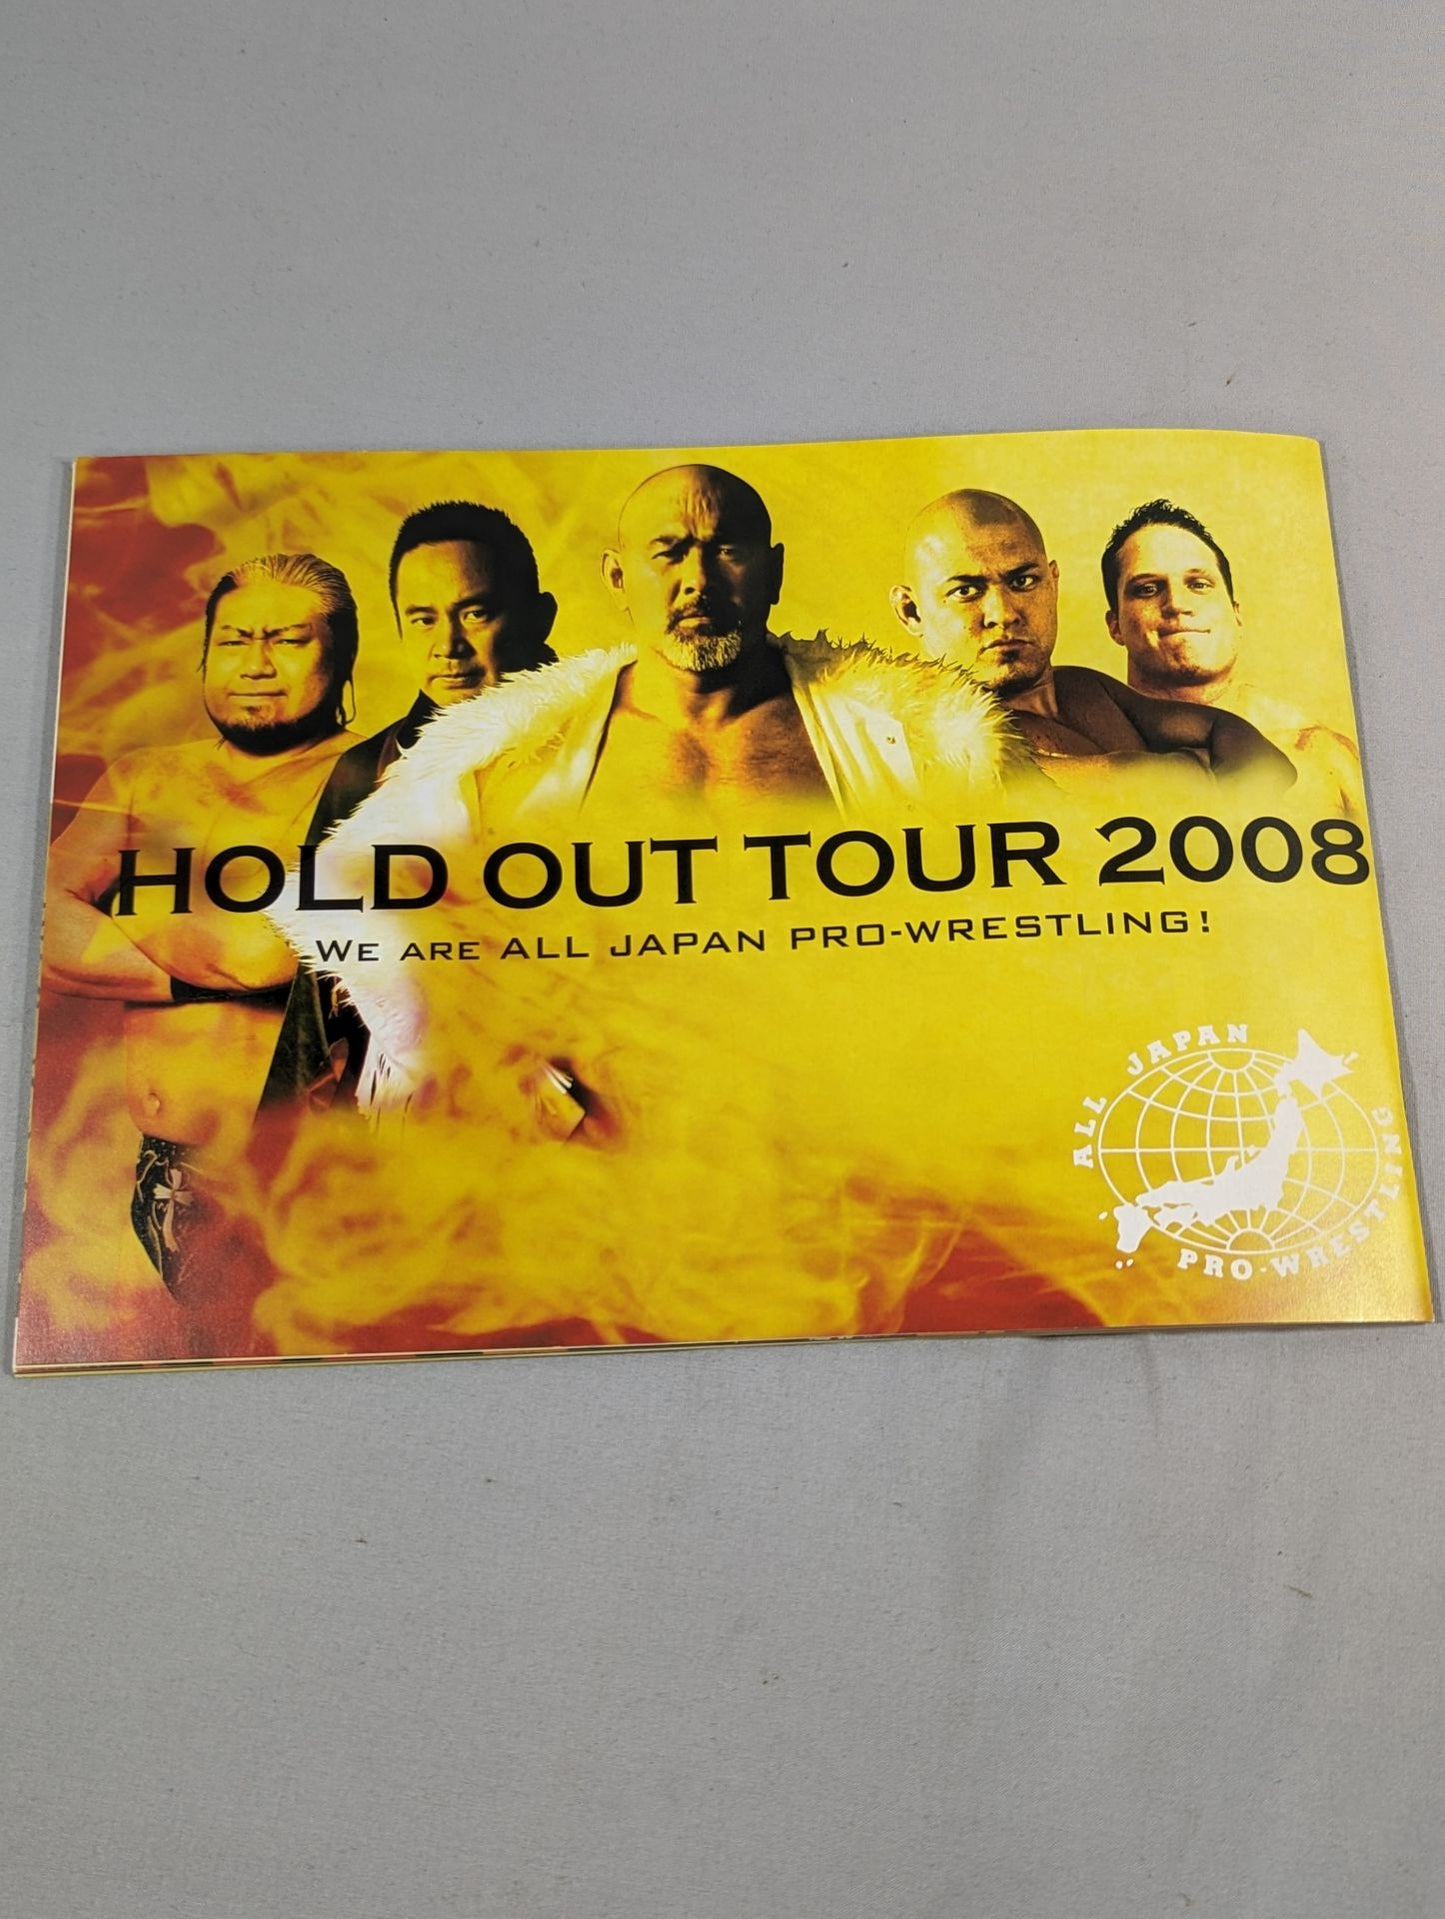 HOLD OUT TOUR 2008
WE ARE ALL JAPAN PRO-WRESTLING!
ALL JAPAN
PRO-WRESTLING